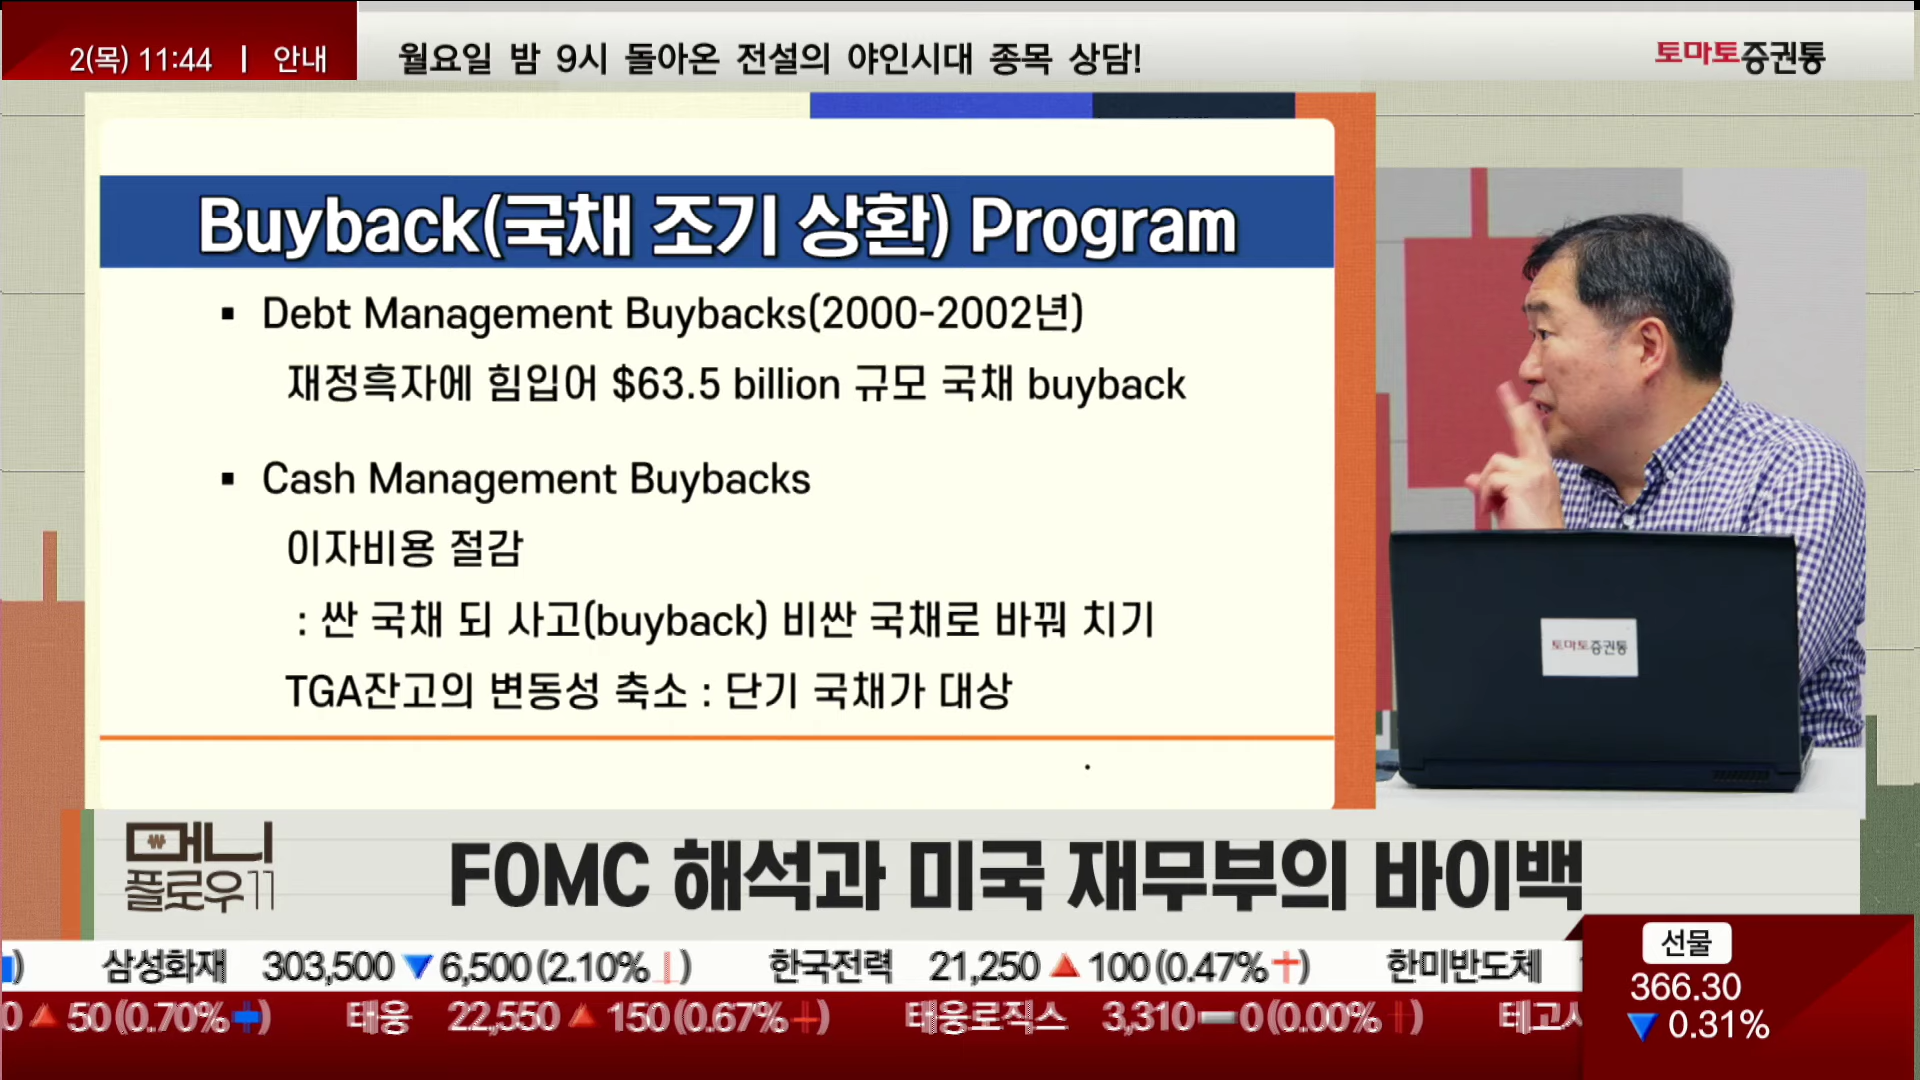 2(목) 11:44 | 안내
월요일 밤 9시 돌아온 전설의 야인시대 종목 상담!
토마토증권통
Buyback(국채 조기 상환) Program
▪ Debt Management Buybacks(2000-2002년)
재정흑자에 힘입어 $63.5 billion 규모 국채 buyback
▪ Cash Management Buybacks
이자비용 절감
: 싼 국채 되 사고(buyback) 비싼 국채로 바꿔 치기
TGA잔고의 변동성 축소 : 단기 국채가 대상
토마토증권통
머니
플로우
FOMC 해석과 미국 재무부의 바이백
) 삼성화재 303,500 ▼ 6,500 (2.10% ) 한국전력 21,250 ▲ 100 (0.47% ) 한미반도체
0 ▲ 50 (0.70% ) 태웅 22,550 ▲ 150 (0.67% ) 태웅로직스 3,310 0 (0.00% ) 테고
선물
366.30
▼ 0.31%